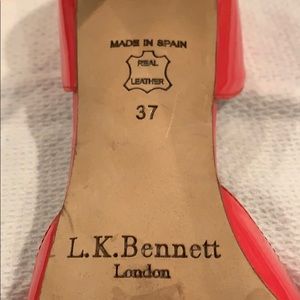 MADE IN SPAIN
REAL
LEATHER
37
L.K.Bennett
London